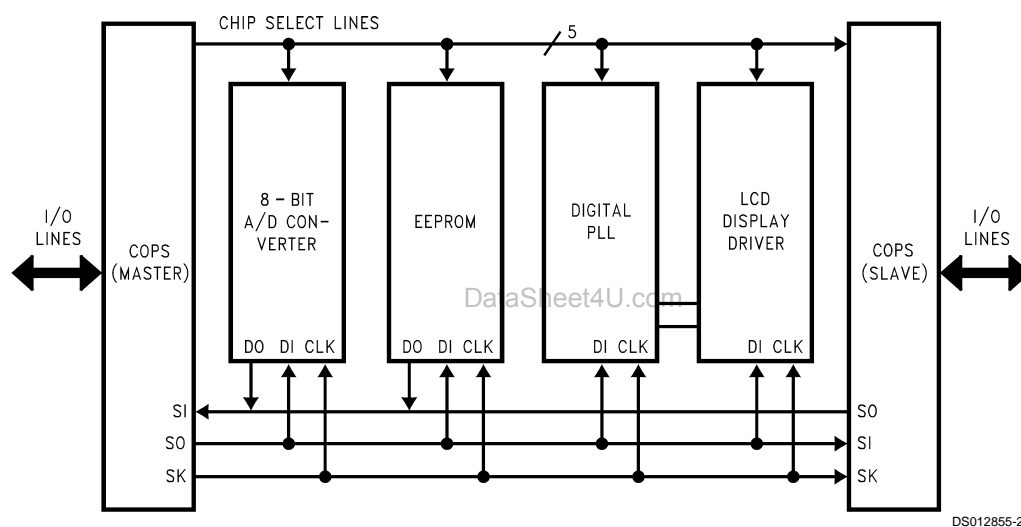 CHIP SELECT LINES
5
I/O
LINES
COPS
(MASTER)
8 - BIT
A/D CON-
VERTER
DO DI CLK
EEPROM
DO DI CLK
DIGITAL
PLL
DI CLK
LCD
DISPLAY
DRIVER
DI CLK
COPS
(SLAVE)
I/O
LINES
DataSheet4U.com
SI
SO
SK
SO
SI
SK
DS012855-2